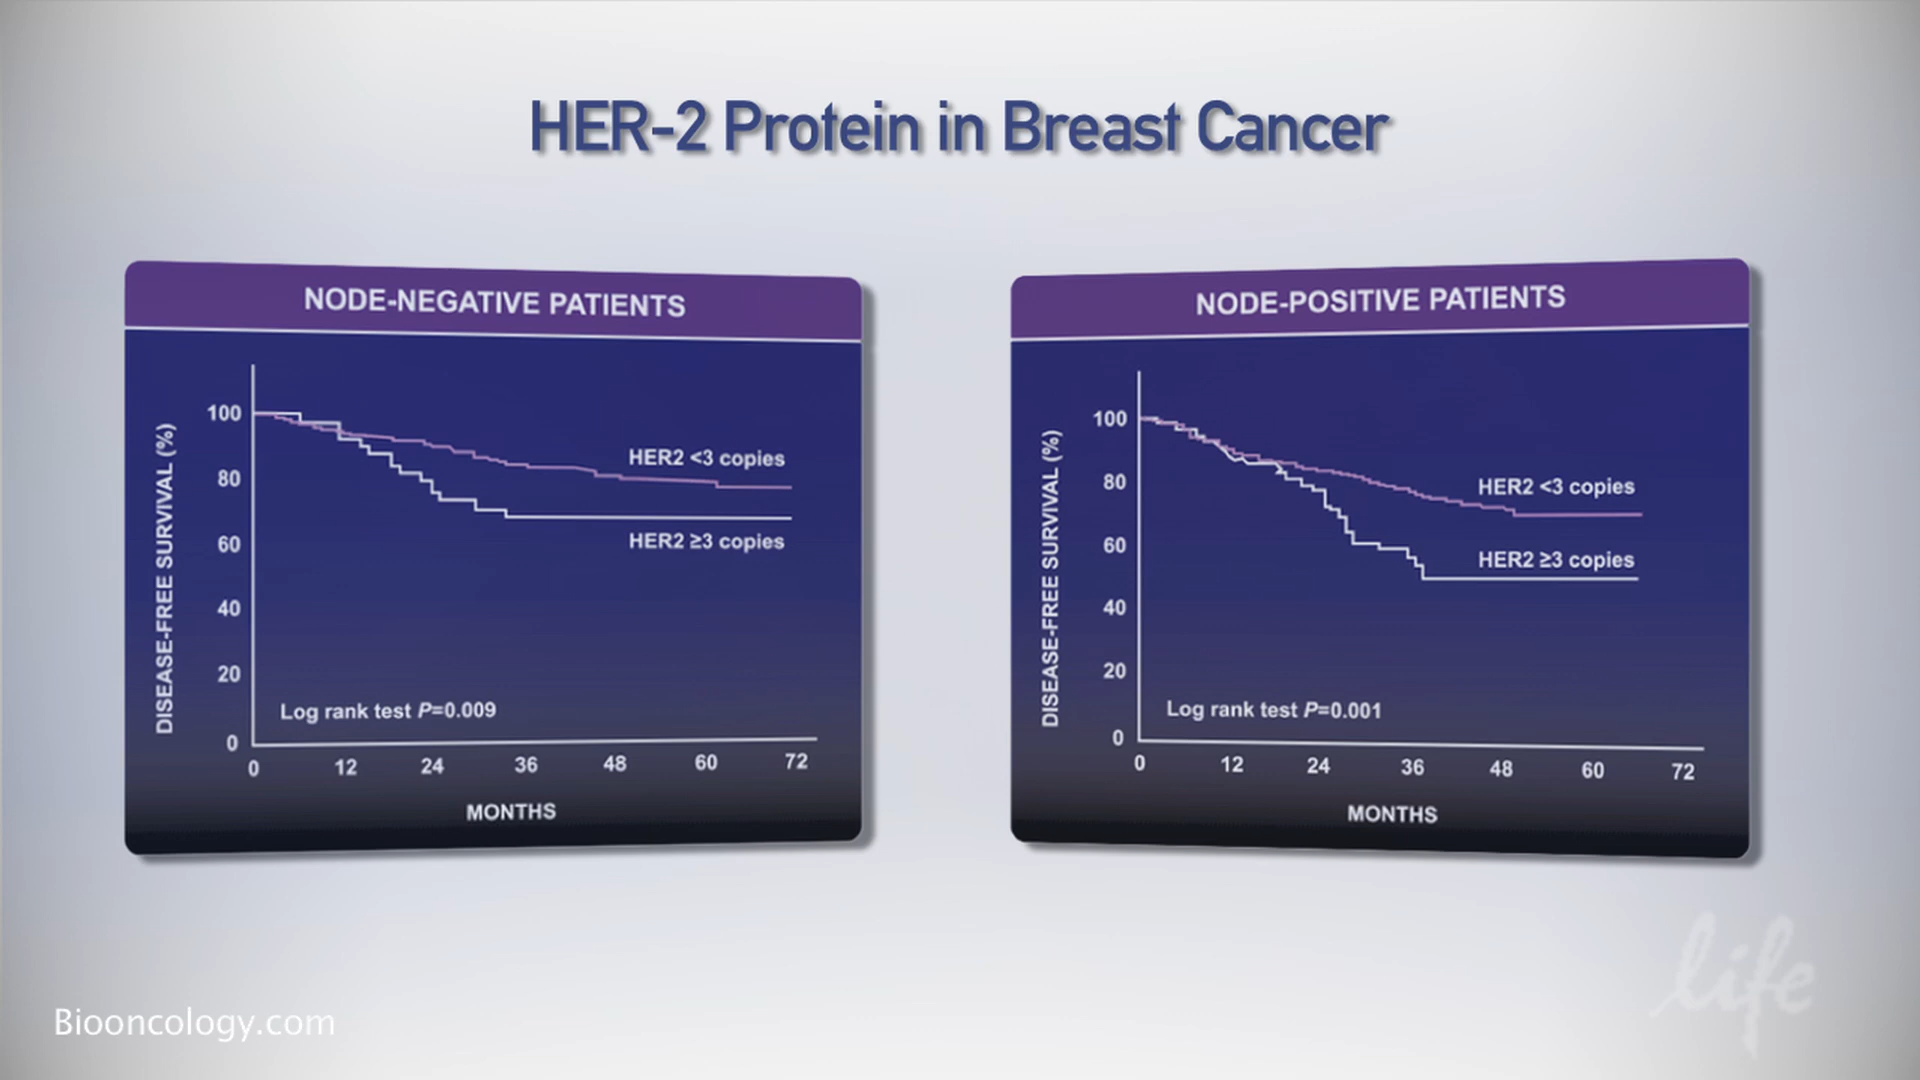 HER-2 Protein in Breast Cancer
NODE-NEGATIVE PATIENTS
DISEASE-FREE SURVIVAL (%)
100
80
60
40
20
0
HER2 <3 copies
HER2 ≥3 copies
Log rank test P=0.009
0 12 24 36 48 60 72
MONTHS
NODE-POSITIVE PATIENTS
DISEASE-FREE SURVIVAL (%)
100
80
60
40
20
0
HER2 <3 copies
HER2 ≥3 copies
Log rank test P=0.001
0 12 24 36 48 60 72
MONTHS
Biooncology.com
life